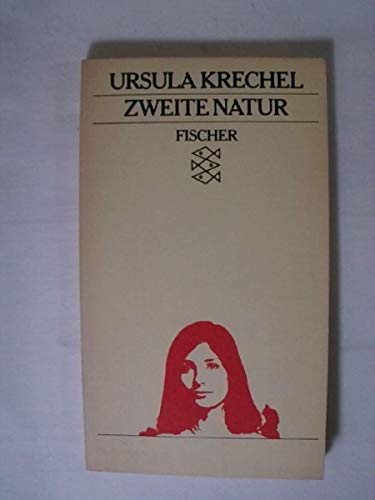 URSULA KRECHEL
ZWEITE NATUR
FISCHER